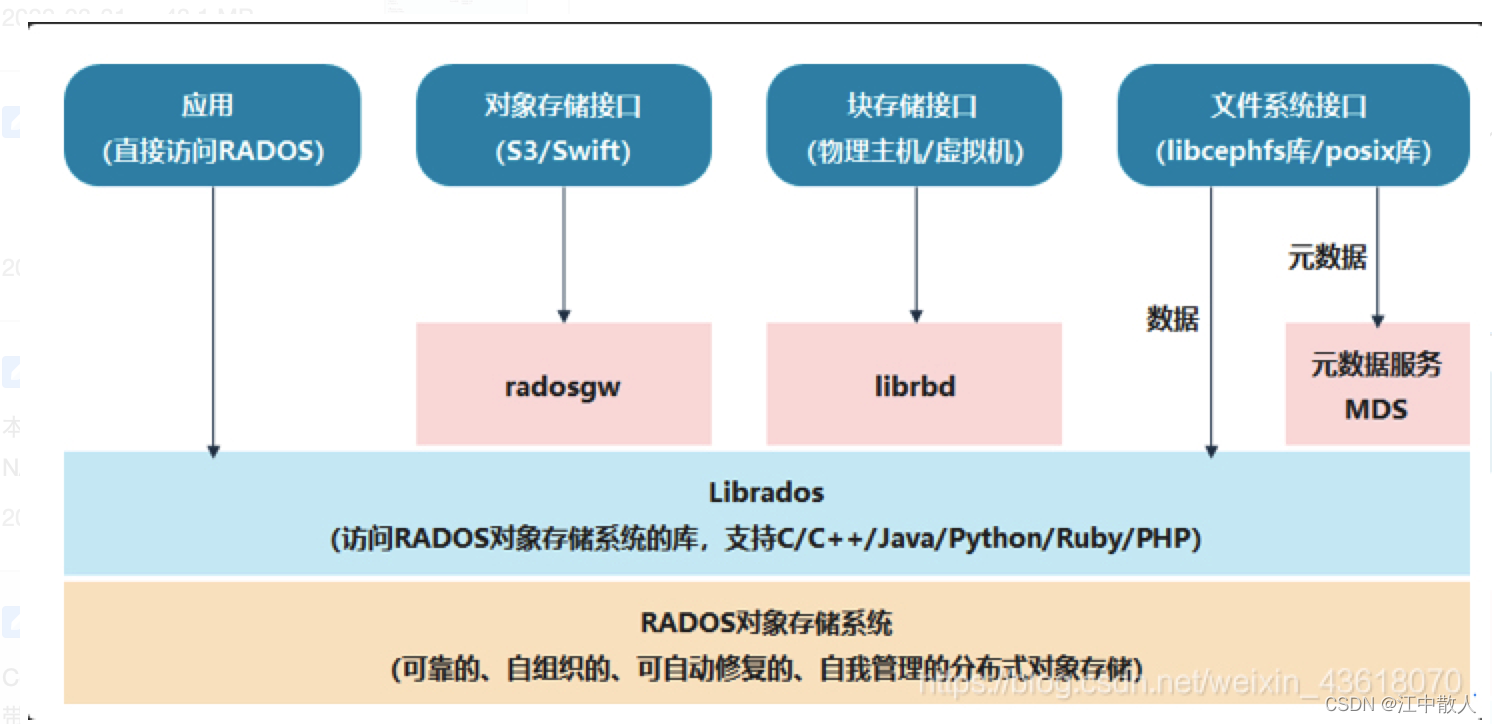 应用
(直接访问RADOS)
对象存储接口
(S3/Swift)
块存储接口
(物理主机/虚拟机)
文件系统接口
(libcephfs库/posix库)
元数据
数据
radosgw
librbd
元数据服务
MDS
Librados
(访问RADOS对象存储系统的库，支持C/C++/Java/Python/Ruby/PHP)
RADOS对象存储系统
(可靠的、自组织的、可自动修复的、自我管理的分布式对象存储)
https://blog.csdn.net/weixin_43618070
CSDN @江中散人